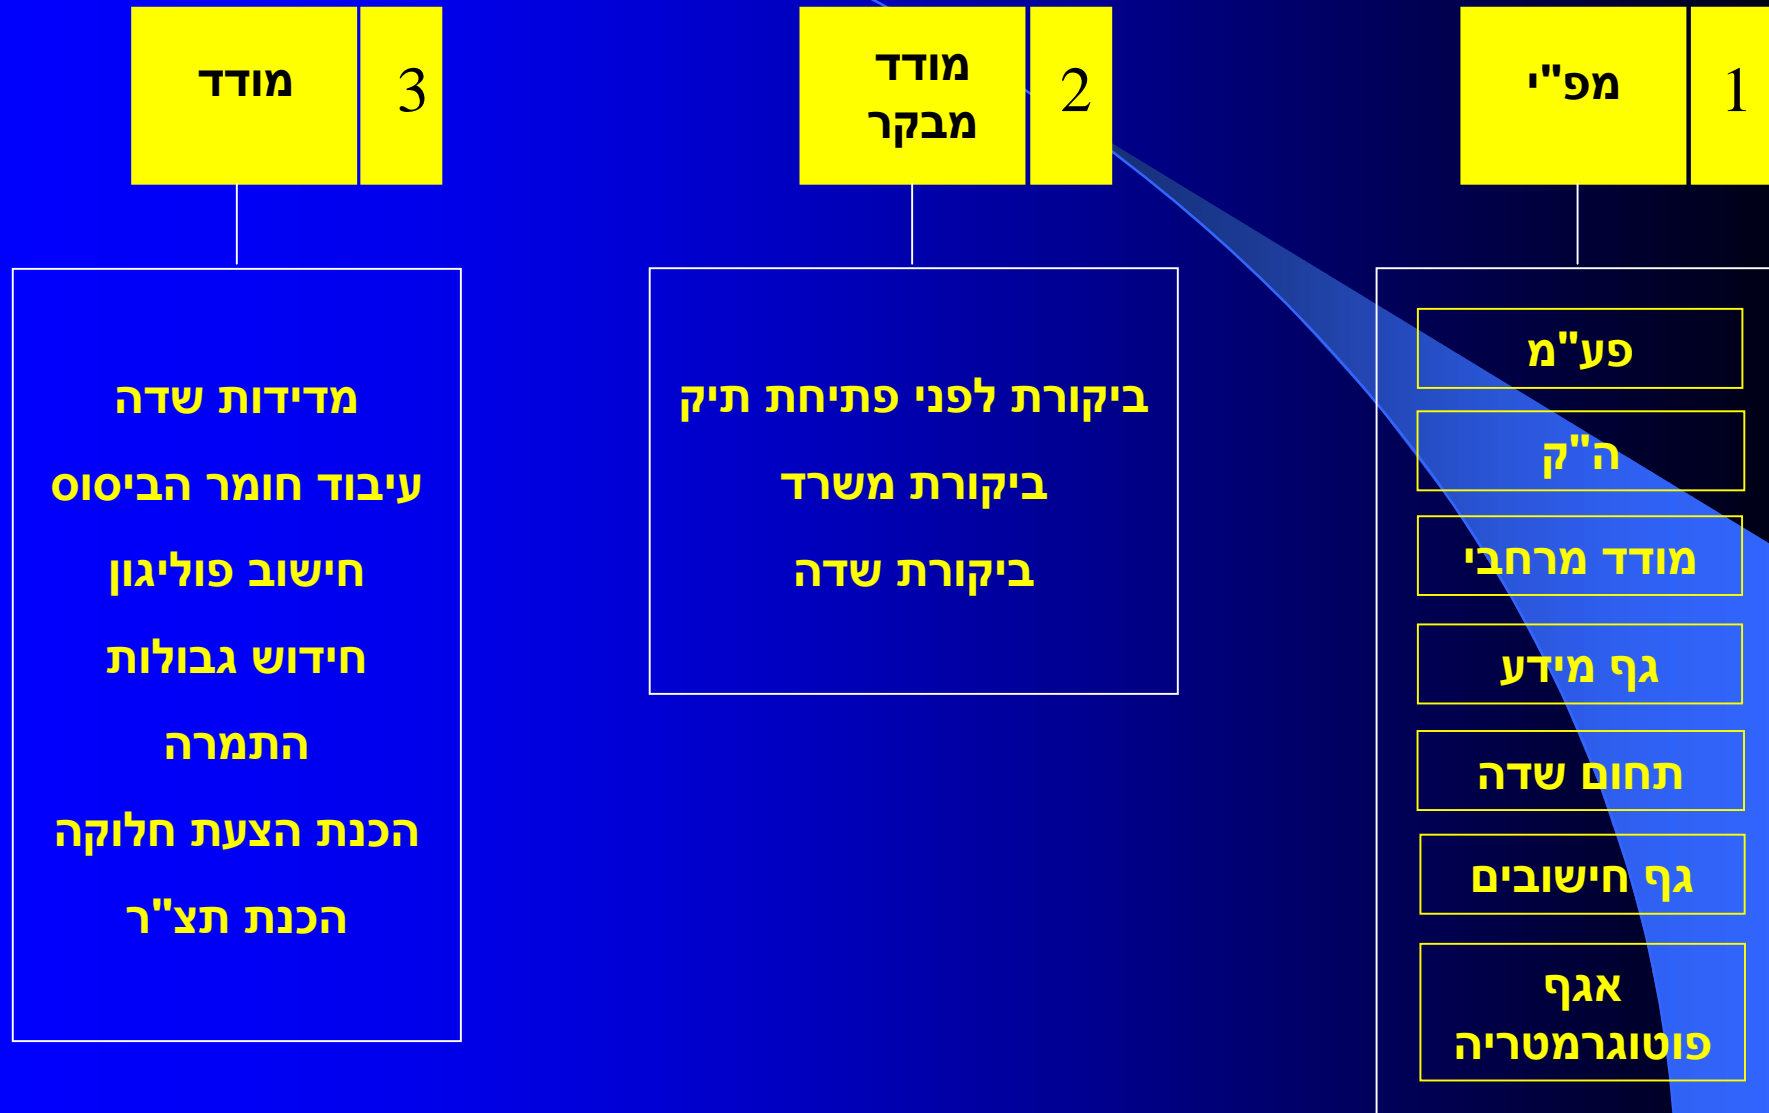 1
מפ"י
פע"מ
ה"ק
מודד מרחבי
גף מידע
תחום שדה
גף חישובים
אגף
פוטוגרמטריה
2
מודד
מבקר
ביקורת לפני פתיחת תיק
ביקורת משרד
ביקורת שדה
3
מודד
מדידות שדה
עיבוד חומר הביסוס
חישוב פוליגון
חידוש גבולות
התמרה
הכנת הצעת חלוקה
הכנת תצ"ר